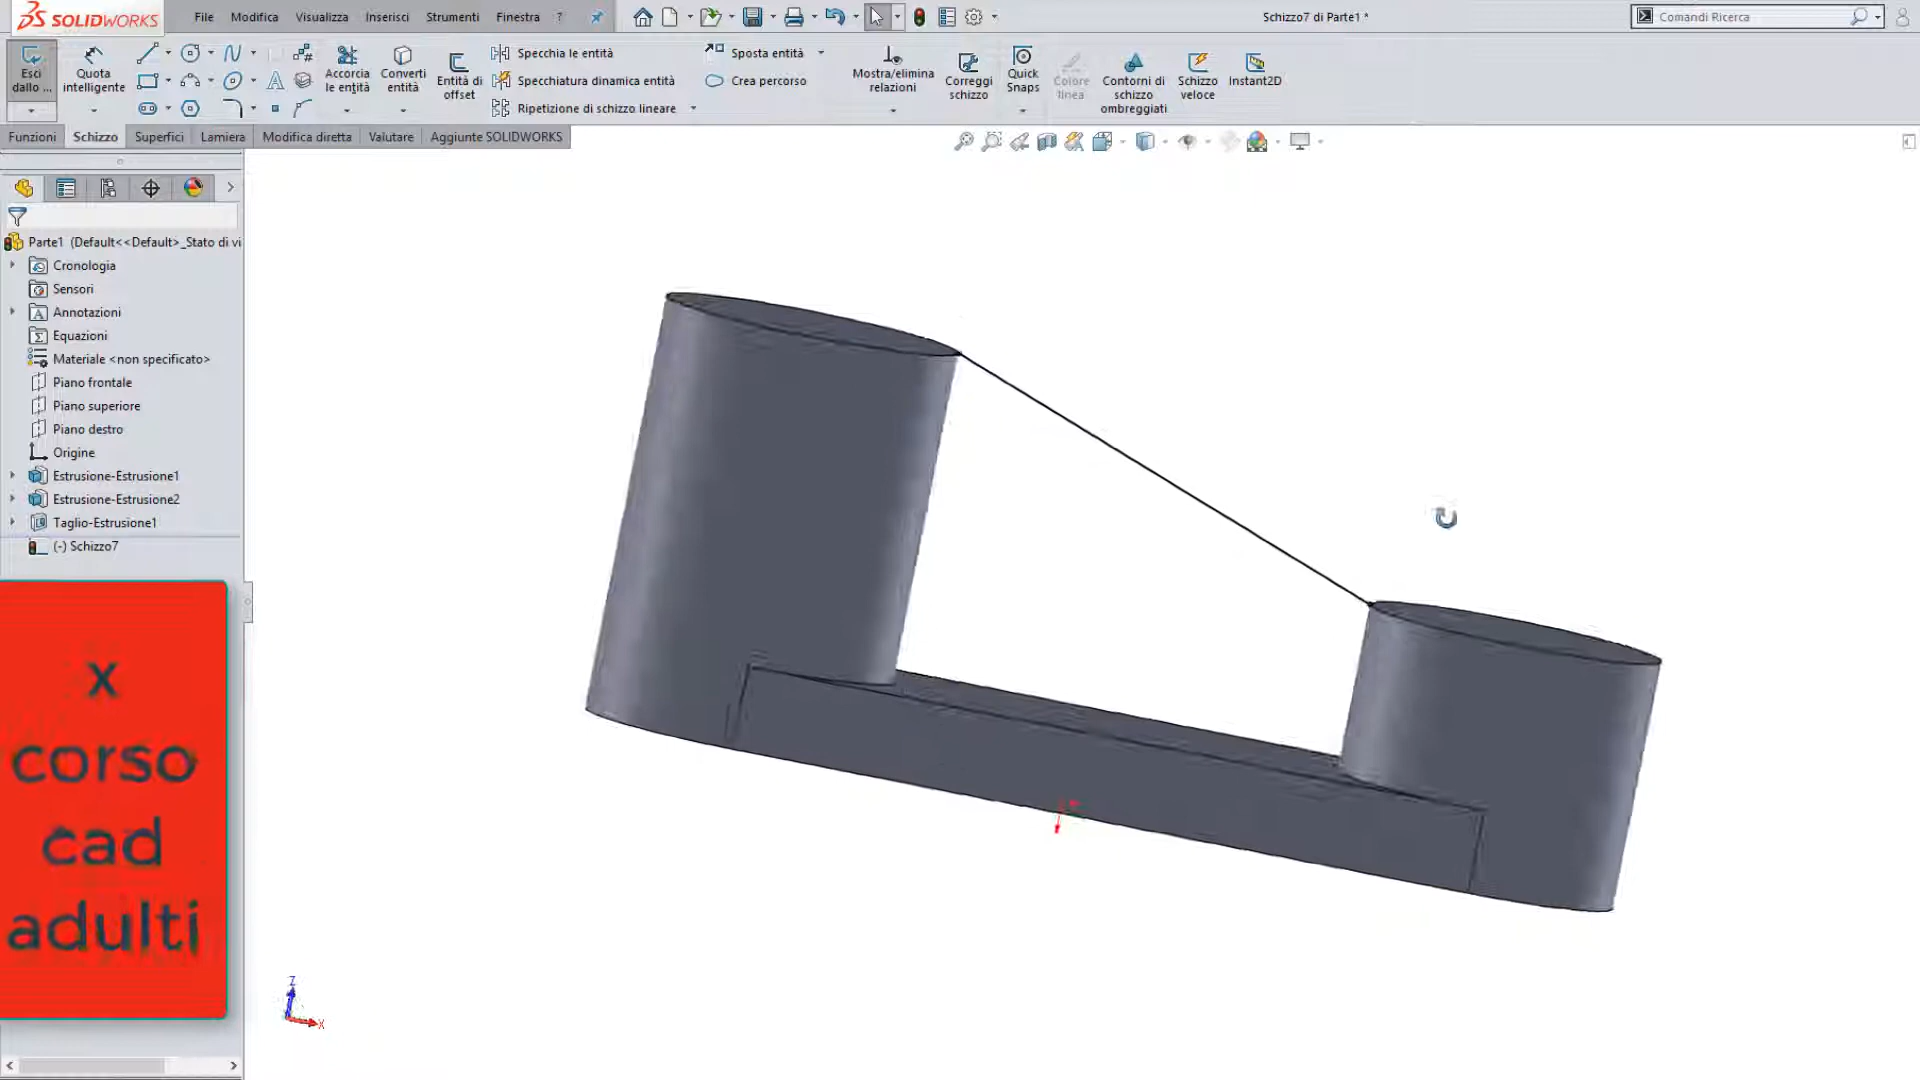 SOLIDWORKS File Modifica Visualizza Inserisci Strumenti Finestra ? Schizzo7 di Parte1 * Comandi Ricerca
Esci dallo ...
Quota intelligente
Accorcia le entità
Converti entità
Entità di offset
Specchia le entità
Specchiatura dinamica entità
Ripetizione di schizzo lineare
Sposta entità
Crea percorso
Mostra/elimina relazioni
Correggi schizzo
Quick Snaps
Colore linea
Contorni di schizzo ombreggiati
Schizzo veloce
Instant2D
Funzioni Schizzo Superfici Lamiera Modifica diretta Valutare Aggiunte SOLIDWORKS
Parte1 (Default<<Default>_Stato di vi
Cronologia
Sensori
Annotazioni
Equazioni
Materiale <non specificato>
Piano frontale
Piano superiore
Piano destro
Origine
Estrusione-Estrusione1
Estrusione-Estrusione2
Taglio-Estrusione1
(-) Schizzo7
x
corso
cad
adulti
Z
X